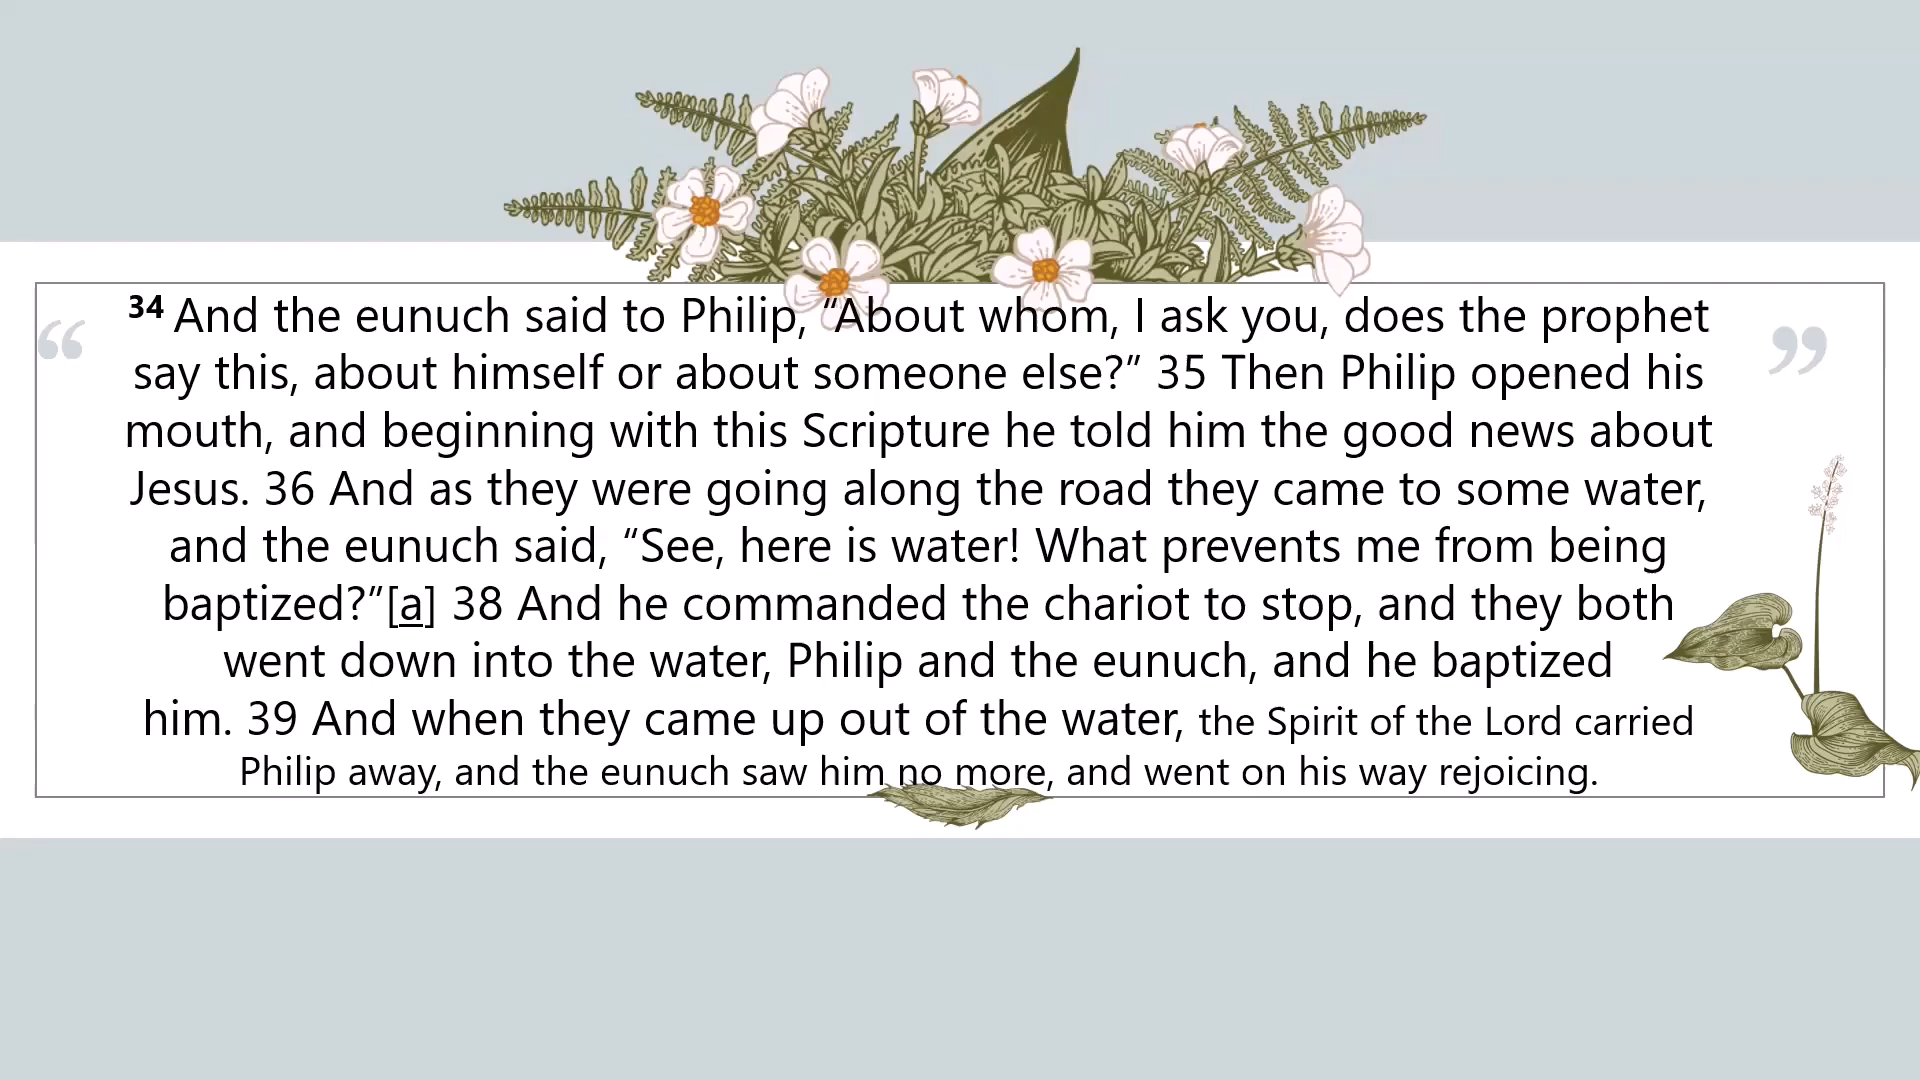 34 And the eunuch said to Philip, “About whom, I ask you, does the prophet
say this, about himself or about someone else?” 35 Then Philip opened his
mouth, and beginning with this Scripture he told him the good news about
Jesus. 36 And as they were going along the road they came to some water,
and the eunuch said, “See, here is water! What prevents me from being
baptized?”[a] 38 And he commanded the chariot to stop, and they both
went down into the water, Philip and the eunuch, and he baptized
him. 39 And when they came up out of the water, the Spirit of the Lord carried
Philip away, and the eunuch saw him no more, and went on his way rejoicing.